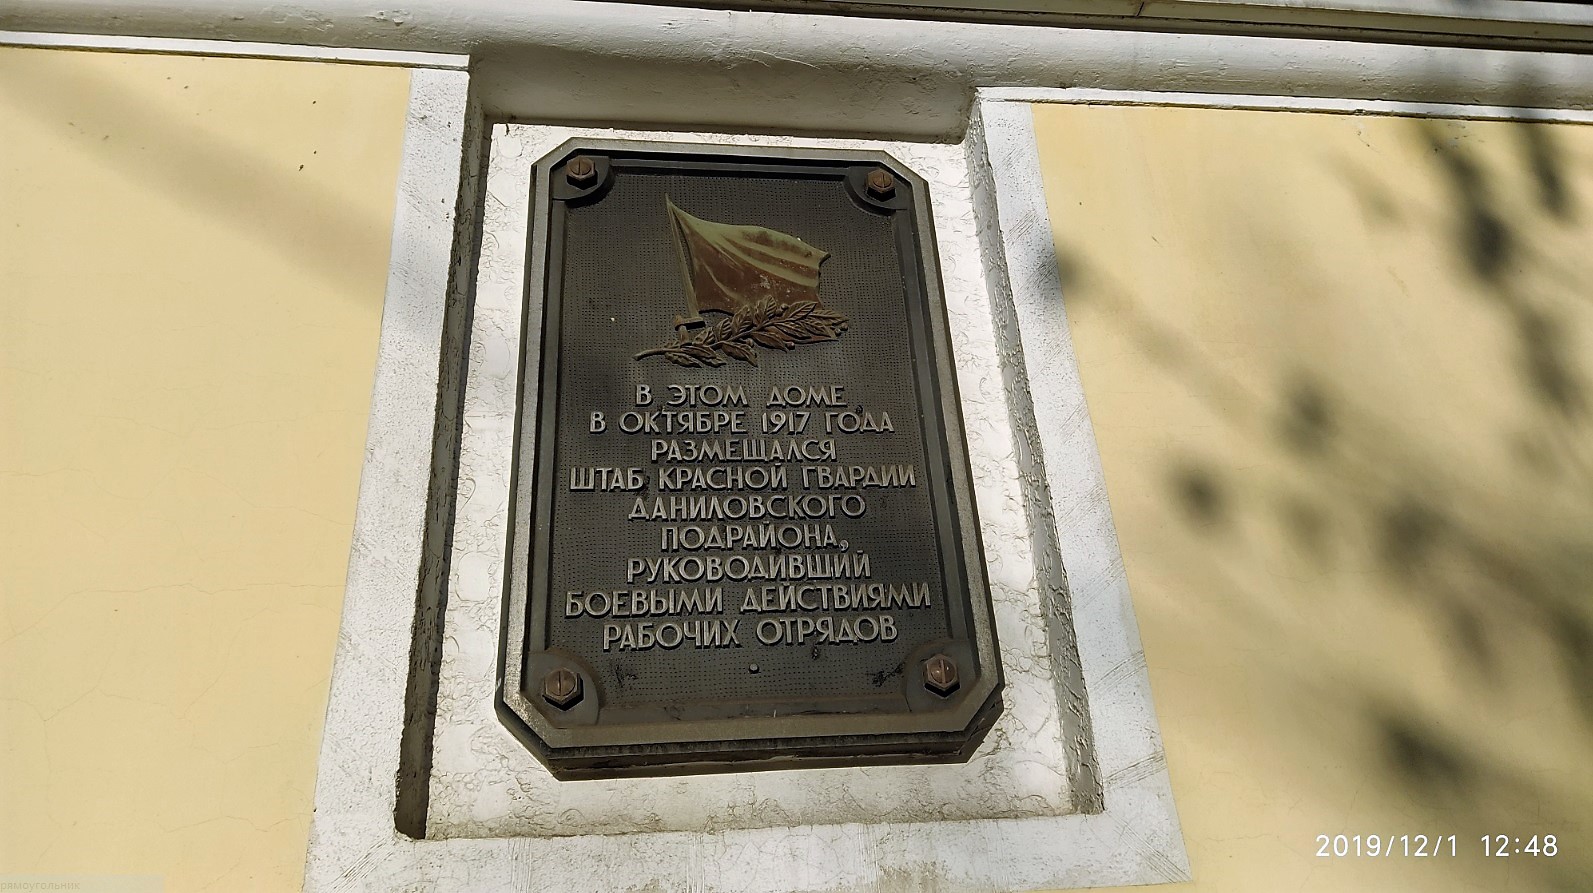 В ЭТОМ ДОМЕ
В ОКТЯБРЕ 1917 ГОДА
РАЗМЕЩАЛСЯ
ШТАБ КРАСНОЙ ГВАРДИИ
ДАНИЛОВСКОГО
ПОДРАЙОНА,
РУКОВОДИВШИЙ
БОЕВЫМИ ДЕЙСТВИЯМИ
РАБОЧИХ ОТРЯДОВ
2019/12/1 12:48
рямоугольник